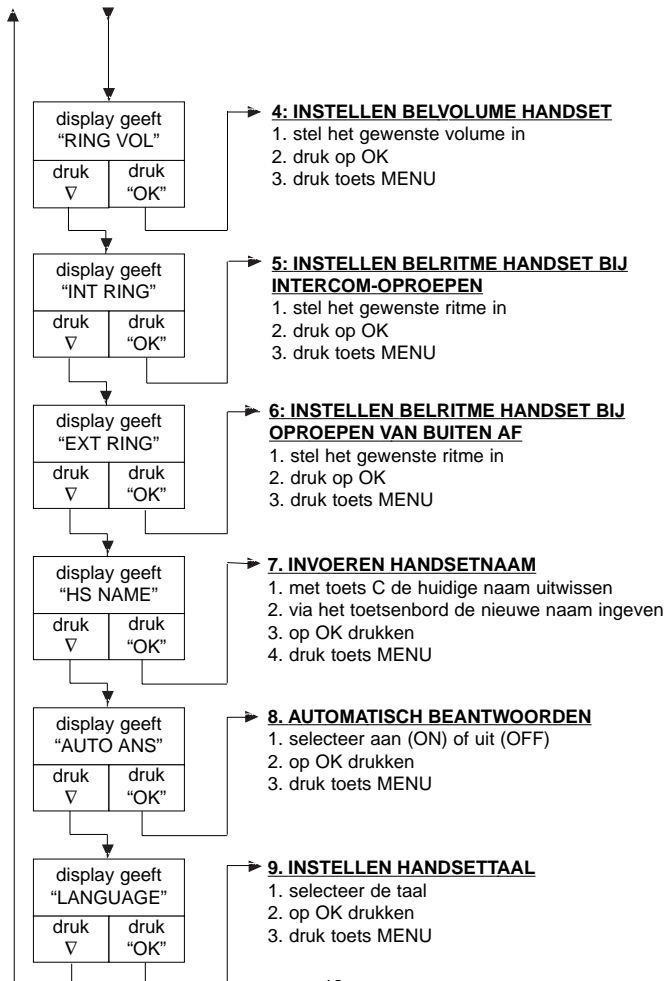 display geeft
“RING VOL”
druk
∇
druk
“OK”
4: INSTELLEN BELVOLUME HANDSET
1. stel het gewenste volume in
2. druk op OK
3. druk toets MENU
display geeft
“INT RING”
druk
∇
druk
“OK”
5: INSTELLEN BELRITME HANDSET BIJ
INTERCOM-OPROEPEN
1. stel het gewenste ritme in
2. druk op OK
3. druk toets MENU
display geeft
“EXT RING”
druk
∇
druk
“OK”
6: INSTELLEN BELRITME HANDSET BIJ
OPROEPEN VAN BUITEN AF
1. stel het gewenste ritme in
2. druk op OK
3. druk toets MENU
display geeft
“HS NAME”
druk
∇
druk
“OK”
7. INVOEREN HANDSETNAAM
1. met toets C de huidige naam uitwissen
2. via het toetsenbord de nieuwe naam ingeven
3. op OK drukken
4. druk toets MENU
display geeft
“AUTO ANS”
druk
∇
druk
“OK”
8. AUTOMATISCH BEANTWOORDEN
1. selecteer aan (ON) of uit (OFF)
2. op OK drukken
3. druk toets MENU
display geeft
“LANGUAGE”
druk
∇
druk
“OK”
9. INSTELLEN HANDSETTAAL
1. selecteer de taal
2. op OK drukken
3. druk toets MENU